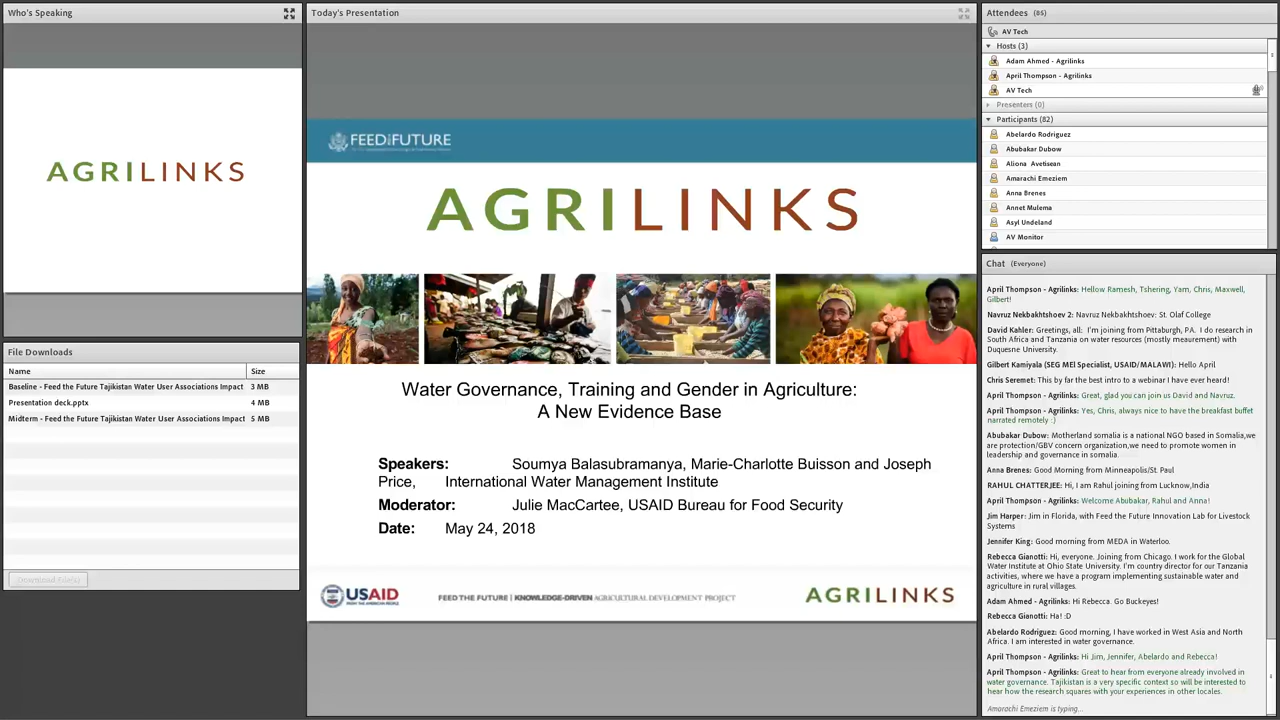 Who's Speaking
AGRILINKS
File Downloads
Name Size
Baseline - Feed the Future Tajikistan Water User Associations Impact 3 MB
Presentation deck.pptx 4 MB
Midterm - Feed the Future Tajikistan Water User Associations Impact 5 MB
Download File(s)
Today's Presentation
FEED THE FUTURE
AGRILINKS
Water Governance, Training and Gender in Agriculture:
A New Evidence Base
Speakers: Soumya Balasubramanya, Marie-Charlotte Buisson and Joseph
Price, International Water Management Institute
Moderator: Julie MacCartee, USAID Bureau for Food Security
Date: May 24, 2018
USAID
FROM THE AMERICAN PEOPLE
FEED THE FUTURE | KNOWLEDGE-DRIVEN AGRICULTURAL DEVELOPMENT PROJECT
AGRILINKS
Attendees (85)
AV Tech
Hosts (3)
Adam Ahmed - Agrilinks
April Thompson - Agrilinks
AV Tech
Presenters (0)
Participants (82)
Abelardo Rodriguez
Abubakar Dubow
Aliona Avetisean
Amarachi Emeziem
Anna Brenes
Annet Mulema
Asyl Undeland
AV Monitor
Chat (Everyone)
April Thompson - Agrilinks: Hellow Ramesh, Tshering, Yam, Chris, Maxwell,
Gilbert!
Navruz Nekbakhtshoev 2: Navruz Nekbakhtshoev: St. Olaf College
David Kahler: Greetings, all: I'm joining from Pittsburgh, PA. I do research in
South Africa and Tanzania on water resources (mostly meaurement) with
Duquesne University.
Gilbert Kamiyala (SEG MEl Specialist, USAID/MALAWI): Hello April
Chris Seremet: This by far the best intro to a webinar I have ever heard!
April Thompson - Agrilinks: Great, glad you can join us David and Navruz.
April Thompson - Agrilinks: Yes, Chris, always nice to have the breakfast buffet
narrated remotely :)
Abubakar Dubow: Motherland somalia is a national NGO based in Somalia,we
are protection/GBV concern organization,we need to promote women in
leadership and governence in somalia.
Anna Brenes: Good Morning from Minneapolis/St. Paul
RAHUL CHATTERJEE: Hi, I am Rahul joining from Lucknow,India
April Thompson - Agrilinks: Welcome Abubakar, Rahul and Anna!
Jim Harper: Jim in Florida, with Feed the Future Innovation Lab for Livestock
Systems
Jennifer King: Good morning from MEDA in Waterloo.
Rebecca Gianotti: Hi, everyone. Joining from Chicago. I work for the Global
Water Institute at Ohio State University. I'm country director for our Tanzania
activities, where we have a program implementing sustainable water and
agriculture in rural villages.
Adam Ahmed - Agrilinks: Hi Rebecca. Go Buckeyes!
Rebecca Gianotti: Ha! :D
Abelardo Rodriguez: Good morning, I have worked in West Asia and North
Africa. I am interested in water governance.
April Thompson - Agrilinks: Hi Jim, Jennifer, Abelardo and Rebecca!
April Thompson - Agrilinks: Great to hear from everyone already involved in
water governance. Tajikistan is a very specific context so will be interested to
hear how the research squares with your experiences in other locales.
Amarachi Emeziem is typing...